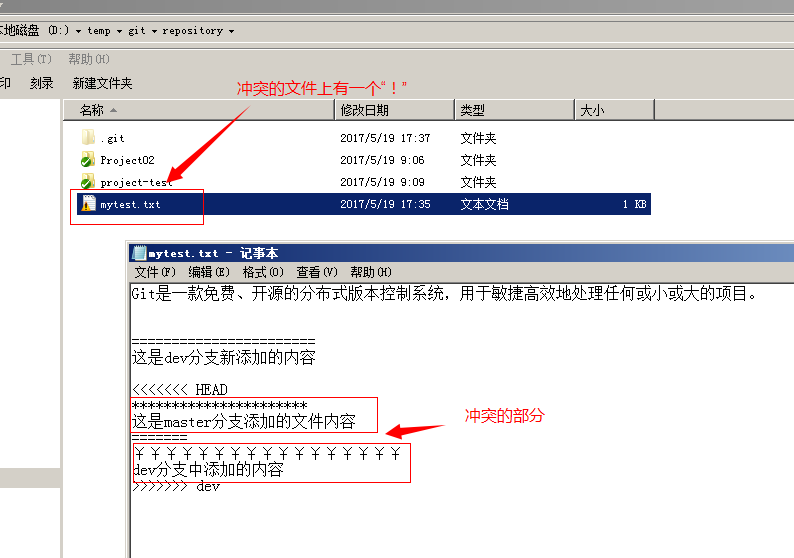 本地磁盘 (D:) ▾ temp ▾ git ▾ repository ▾
工具(T) 帮助(H)
印 刻录 新建文件夹
冲突的文件上有一个“！”
名称 修改日期 类型 大小
.git 2017/5/19 17:37 文件夹
Project02 2017/5/19 9:06 文件夹
project-test 2017/5/19 9:09 文件夹
mytest.txt 2017/5/19 17:35 文本文档 1 KB
mytest.txt - 记事本
文件(F) 编辑(E) 格式(O) 查看(V) 帮助(H)
Git是一款免费、开源的分布式版本控制系统，用于敏捷高效地处理任何或小或大的项目。
=======================
这是dev分支新添加的内容
<<<<<<< HEAD
**********************
这是master分支添加的文件内容
冲突的部分
=======
￥￥￥￥￥￥￥￥￥￥￥￥￥￥￥￥￥
dev分支中添加的内容
>>>>>>> dev